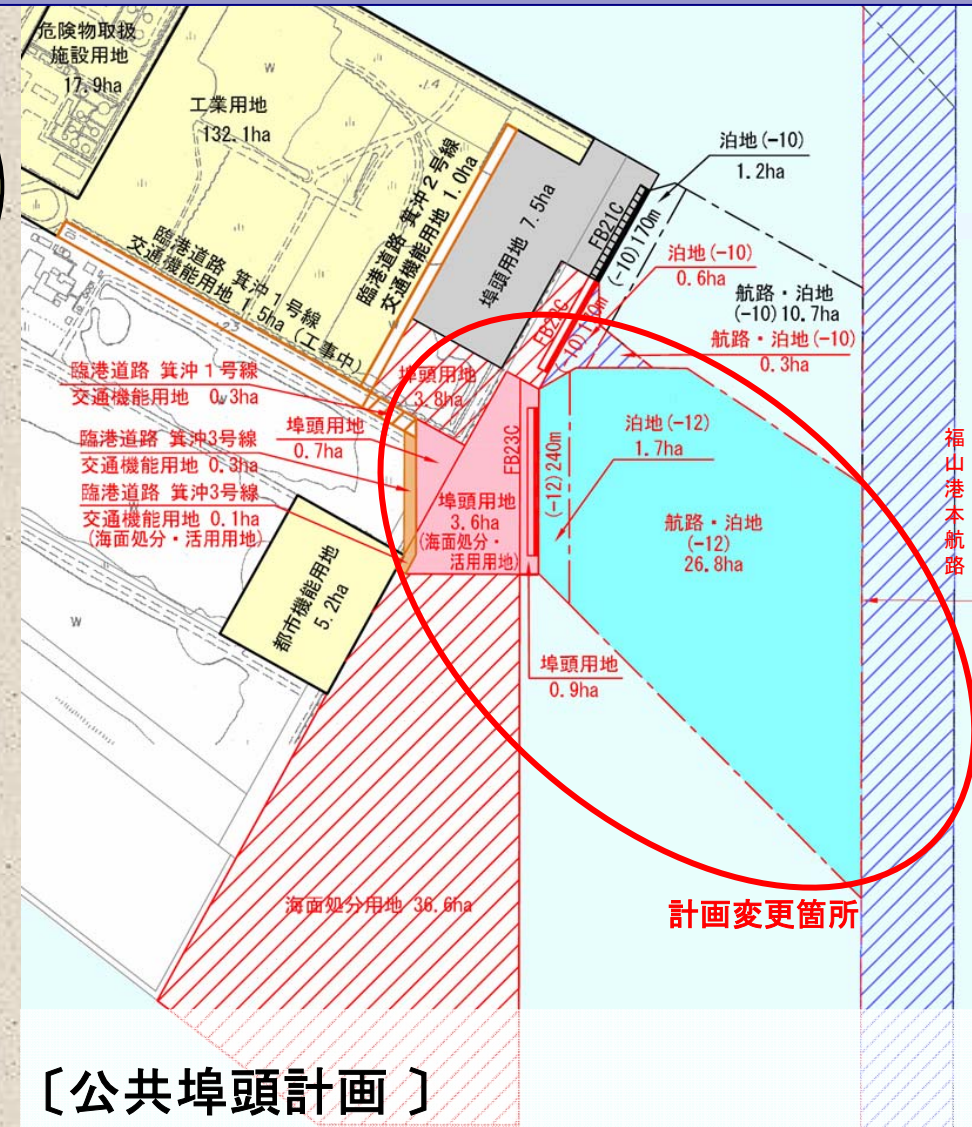 危険物取扱
施設用地
17.9ha
工業用地
132.1ha
W
14
臨港道路 箕沖2号線
交通機能用地 1.0ha
臨港道路 箕沖1号線
交通機能用地 1.5ha (工事中)
23
埠頭用地 7.5ha
FB21C
(-10)170m
泊地(-10)
1.2ha
泊地(-10)
0.6ha
航路・泊地
(-10)10.7ha
航路・泊地(-10)
0.3ha
FB22C
臨港道路 箕沖1号線
交通機能用地 0.3ha
埠頭用地
3.8ha
埠頭用地
0.7ha
臨港道路 箕沖3号線
交通機能用地 0.3ha
臨港道路 箕沖3号線
交通機能用地 0.1ha
(海面処分・活用用地)
FB23C
(-12)240m
泊地(-12)
1.7ha
埠頭用地
3.6ha
(海面処分・
活用用地)
航路・泊地
(-12)
26.8ha
福山港本航路
都市機能用地
5.2ha
W
埠頭用地
0.9ha
海面処分用地 36.6ha
計画変更箇所
〔公共埠頭計画 〕